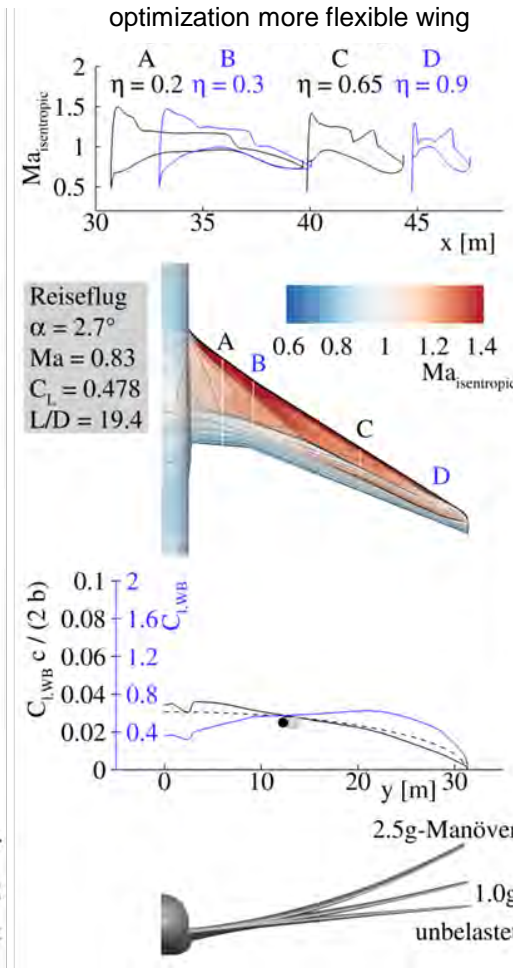 optimization more flexible wing
A B C D
η = 0.2 η = 0.3 η = 0.65 η = 0.9
2
1.5
1
0.5
Ma_isentropic
30 35 40 45
x [m]
Reiseflug
α = 2.7°
Ma = 0.83
C_L = 0.478
L/D = 19.4
0.6 0.8 1 1.2 1.4
Ma_isentropic
A
B
C
D
0.1 2
0.08 1.6
0.06 1.2
0.04 0.8
0.02 0.4
0
C_l,WB c / (2 b)
C_l,WB
0 10 20 30
y [m]
2.5g-Manöver
1.0g
unbelastet